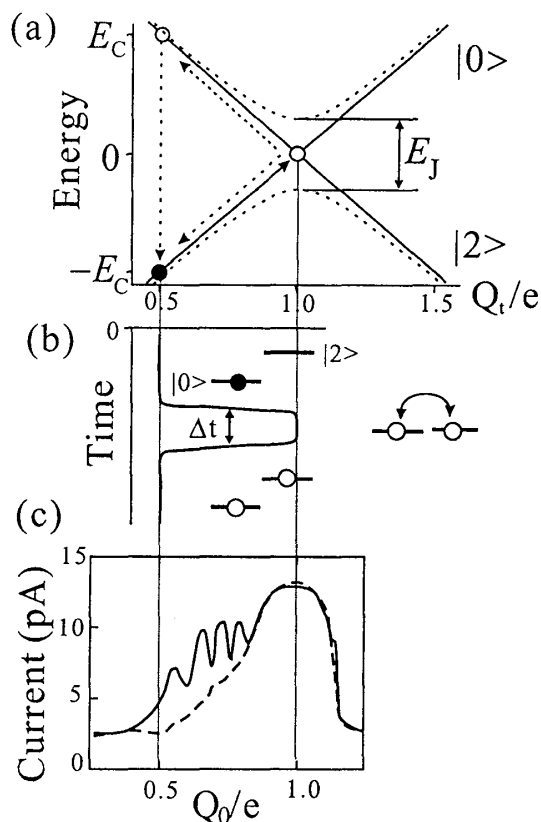 (a)
E_C
|0>
Energy
0
E_J
|2>
-E_C
0.5
1.0
1.5
Q_t/e
(b)
0
|2>
|0>
Time
Δt
(c)
15
Current (pA)
10
5
0
0.5
1.0
Q_0/e